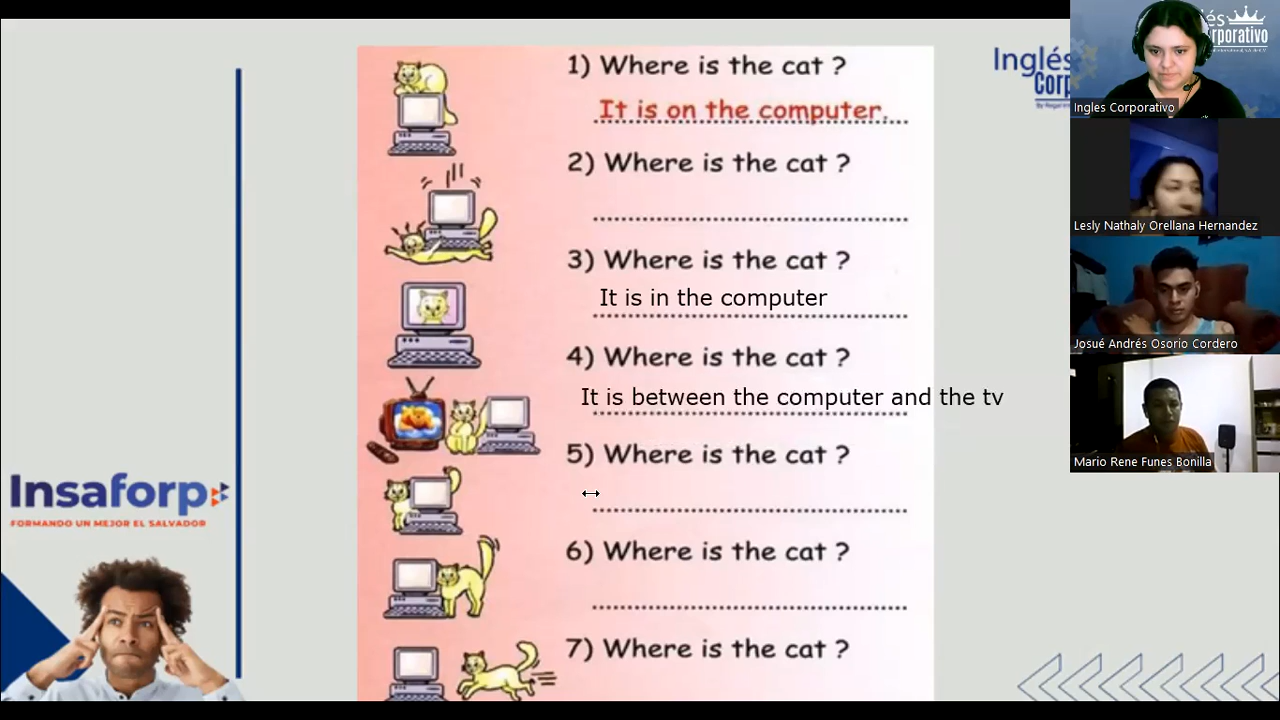 1) Where is the cat ?
It is on the computer.
2) Where is the cat ?
3) Where is the cat ?
It is in the computer
4) Where is the cat ?
It is between the computer and the tv
5) Where is the cat ?
6) Where is the cat ?
7) Where is the cat ?
Insaforp
FORMANDO UN MEJOR EL SALVADOR
Inglés
Corp
Ingles Corporativo
Lesly Nathaly Orellana Hernandez
Josué Andrés Osorio Cordero
Mario Rene Funes Bonilla